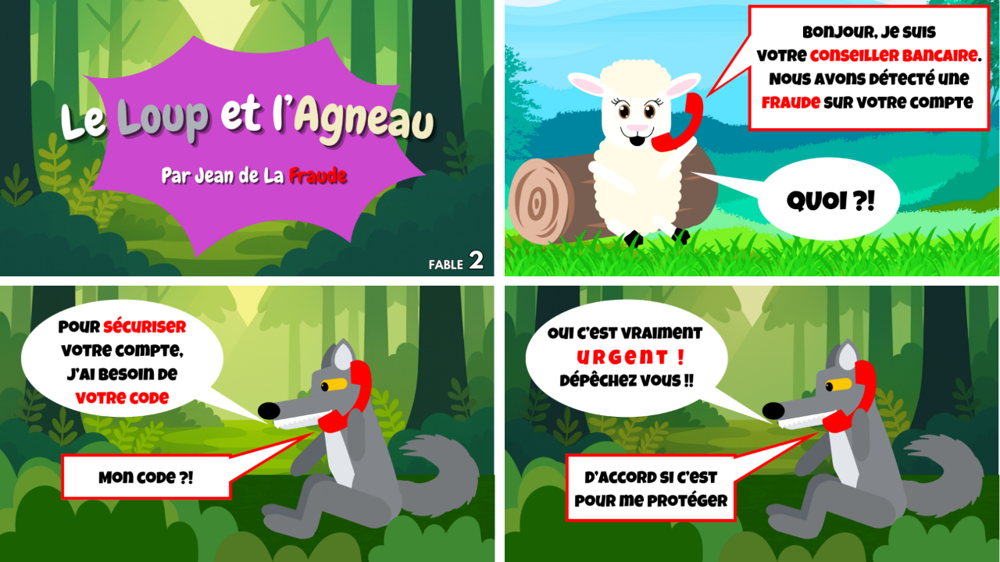 Le Loup et l'Agneau
Par Jean de La Fraude
FABLE 2
BONJOUR, JE SUIS
VOTRE CONSEILLER BANCAIRE.
NOUS AVONS DÉTECTÉ UNE
FRAUDE SUR VOTRE COMPTE
QUOI ?!
POUR SÉCURISER
VOTRE COMPTE,
J'AI BESOIN DE
VOTRE CODE
MON CODE ?!
OUI C'EST VRAIMENT
URGENT !
DÉPÊCHEZ VOUS !!
D'ACCORD SI C'EST
POUR ME PROTÉGER